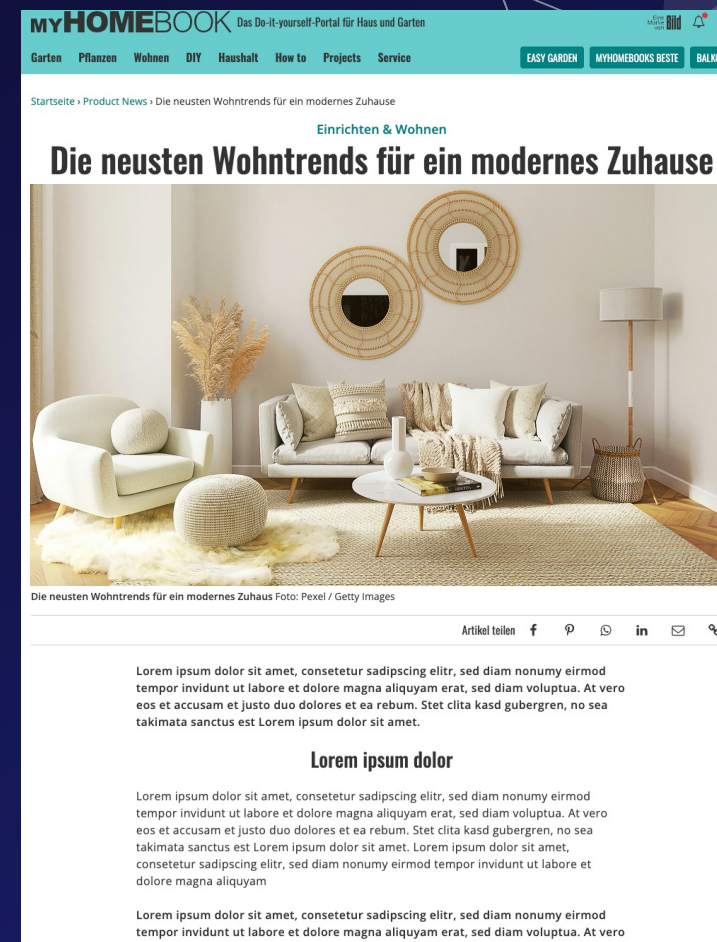 MYHOMEBOOK Das Do-it-yourself-Portal für Haus und Garten
Eine Marke von Bild
Garten Pflanzen Wohnen DIY Haushalt How to Projects Service EASY GARDEN MYHOMEBOOKS BESTE BALK
Startseite › Product News › Die neusten Wohntrends für ein modernes Zuhause
Einrichten & Wohnen
Die neusten Wohntrends für ein modernes Zuhause
Die neusten Wohntrends für ein modernes Zuhaus Foto: Pexel / Getty Images
Artikel teilen
Lorem ipsum dolor sit amet, consetetur sadipscing elitr, sed diam nonumy eirmod
tempor invidunt ut labore et dolore magna aliquyam erat, sed diam voluptua. At vero
eos et accusam et justo duo dolores et ea rebum. Stet clita kasd gubergren, no sea
takimata sanctus est Lorem ipsum dolor sit amet.
Lorem ipsum dolor
Lorem ipsum dolor sit amet, consetetur sadipscing elitr, sed diam nonumy eirmod
tempor invidunt ut labore et dolore magna aliquyam erat, sed diam voluptua. At vero
eos et accusam et justo duo dolores et ea rebum. Stet clita kasd gubergren, no sea
takimata sanctus est Lorem ipsum dolor sit amet. Lorem ipsum dolor sit amet,
consetetur sadipscing elitr, sed diam nonumy eirmod tempor invidunt ut labore et
dolore magna aliquyam
Lorem ipsum dolor sit amet, consetetur sadipscing elitr, sed diam nonumy eirmod
tempor invidunt ut labore et dolore magna aliquyam erat, sed diam voluptua. At vero